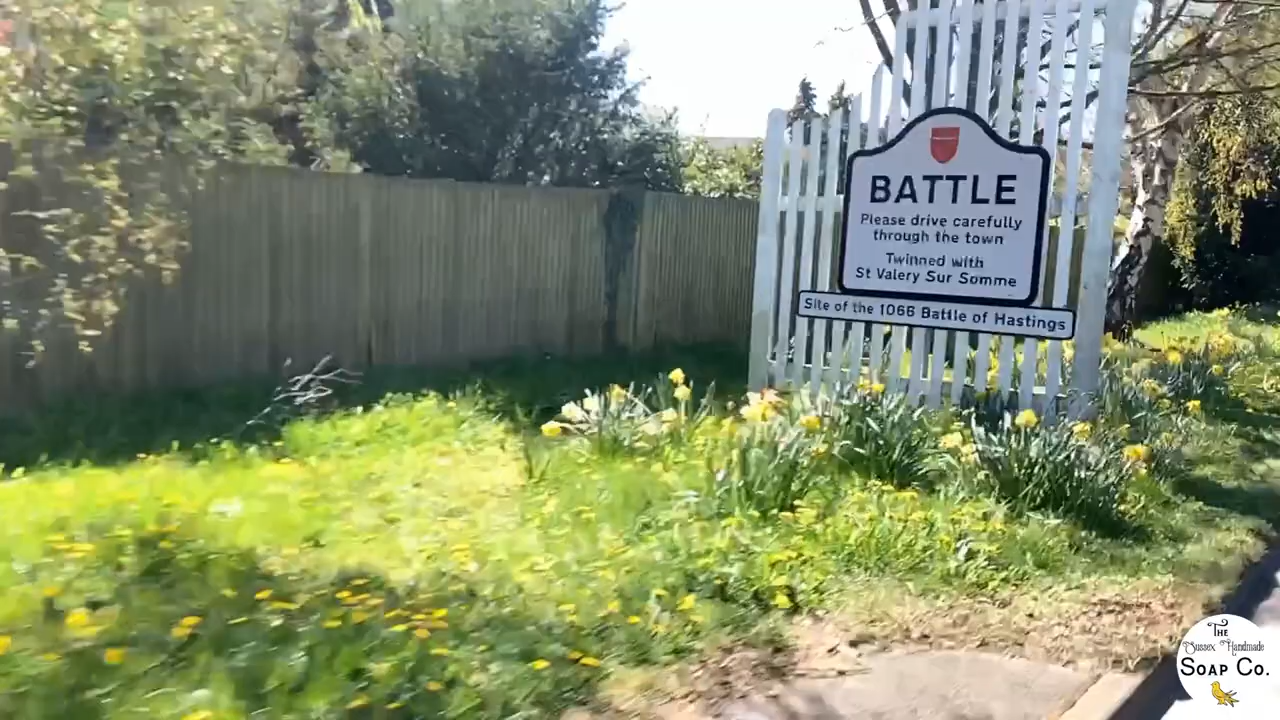 BATTLE
Please drive carefully
through the town
Twinned with
St Valery Sur Somme
Site of the 1066 Battle of Hastings
THE
Sussex Handmade
SOAP CO.